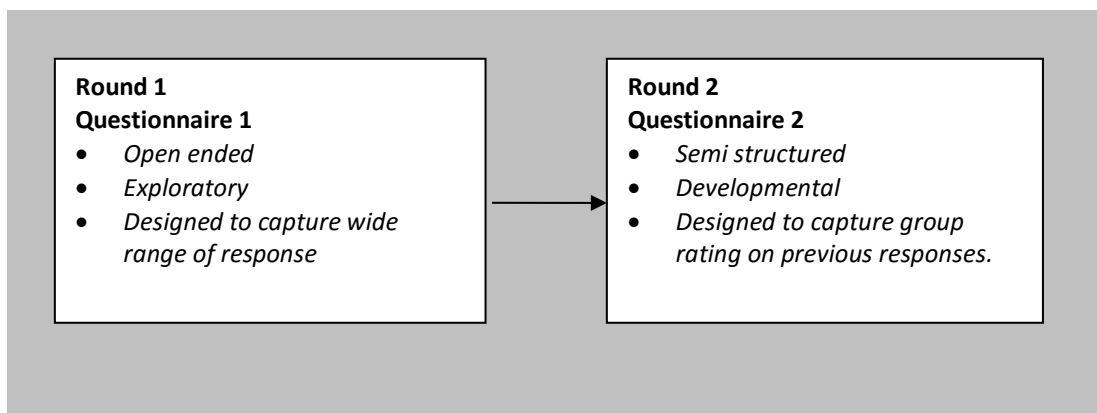 Round 1
Questionnaire 1
• Open ended
• Exploratory
• Designed to capture wide
range of response
Round 2
Questionnaire 2
• Semi structured
• Developmental
• Designed to capture group
rating on previous responses.